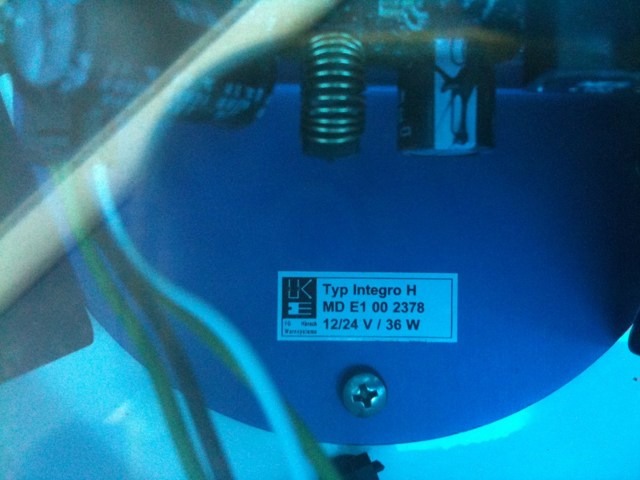 Typ Integro H
MD E1 00 2378
12/24 V / 36 W